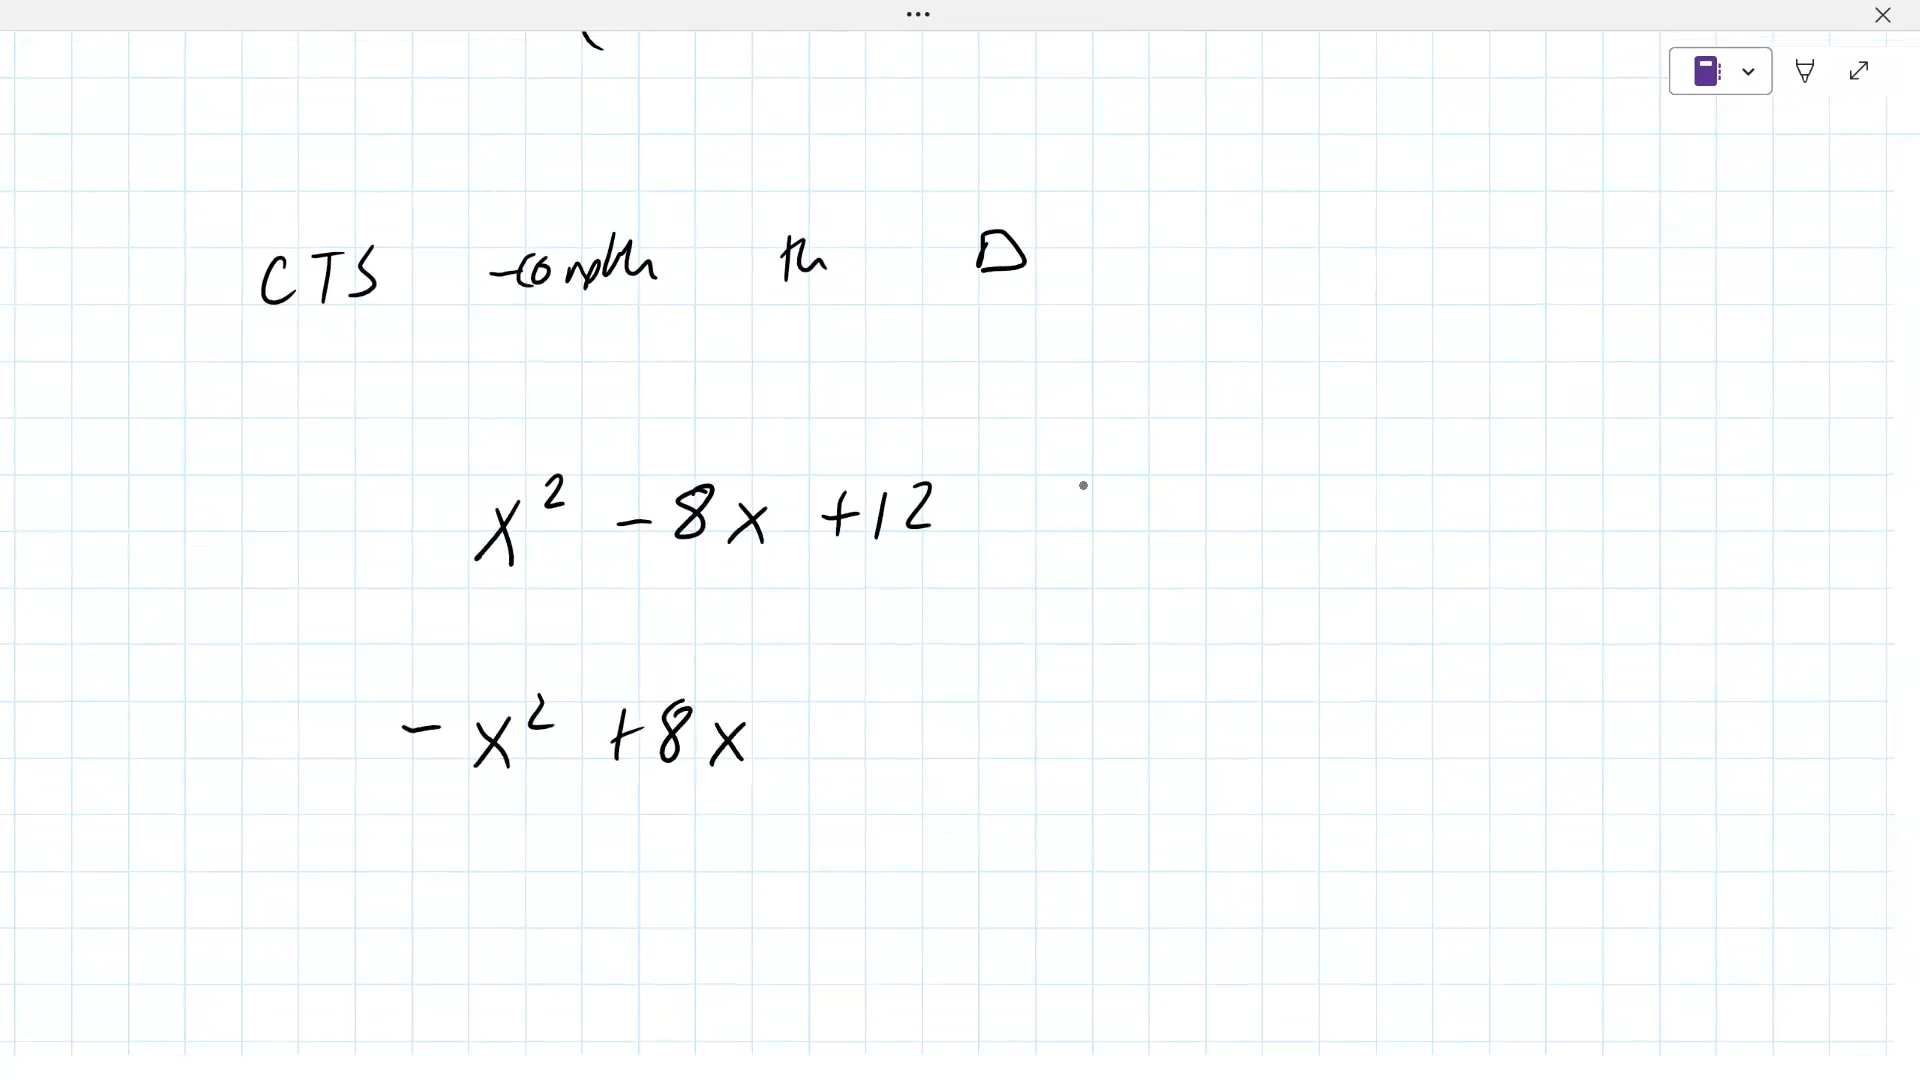 CTS
x² - 8x + 12
- x² + 8x